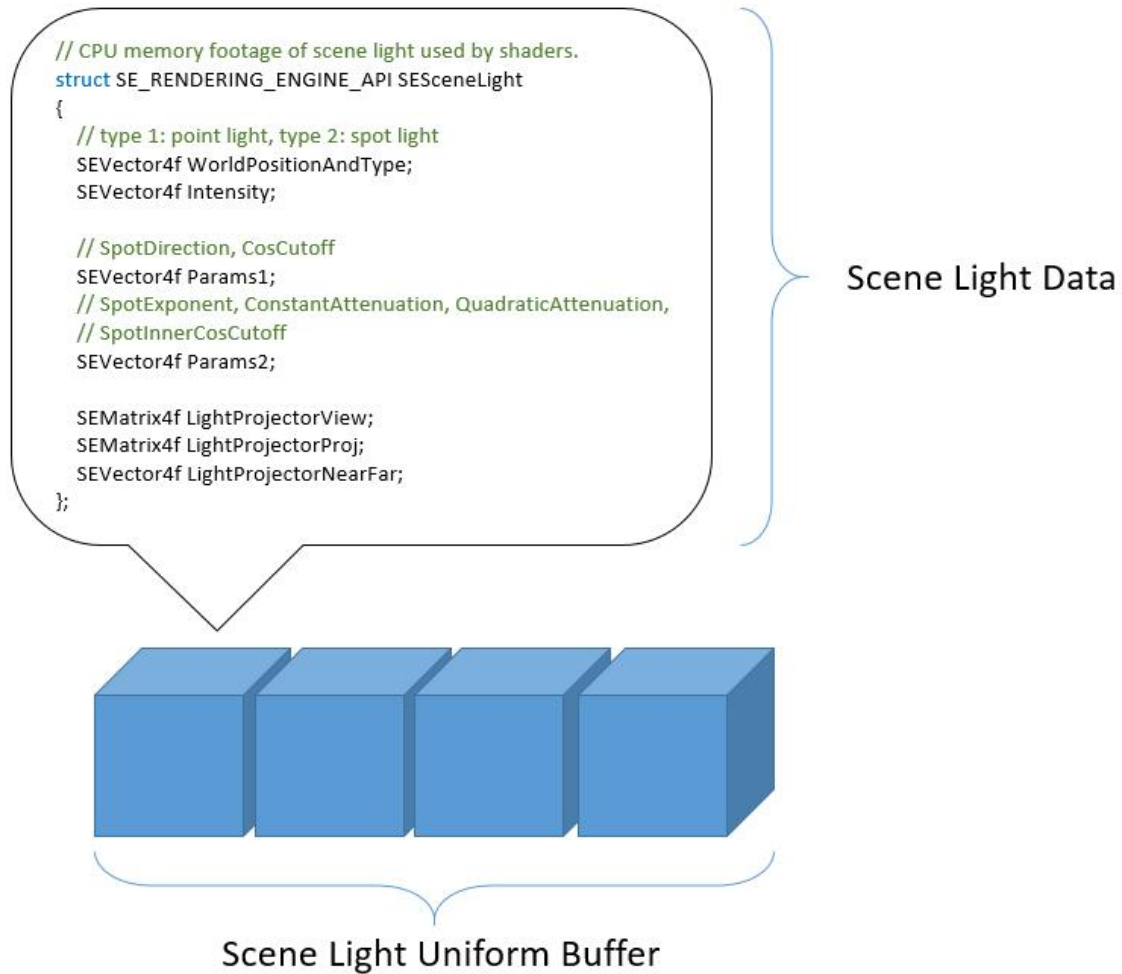 // CPU memory footage of scene light used by shaders.
struct SE_RENDERING_ENGINE_API SESceneLight
{
// type 1: point light, type 2: spot light
SEVector4f WorldPositionAndType;
SEVector4f Intensity;
// SpotDirection, CosCutoff
SEVector4f Params1;
// SpotExponent, ConstantAttenuation, QuadraticAttenuation,
// SpotInnerCosCutoff
SEVector4f Params2;
SEMatrix4f LightProjectorView;
SEMatrix4f LightProjectorProj;
SEVector4f LightProjectorNearFar;
};
Scene Light Data
Scene Light Uniform Buffer